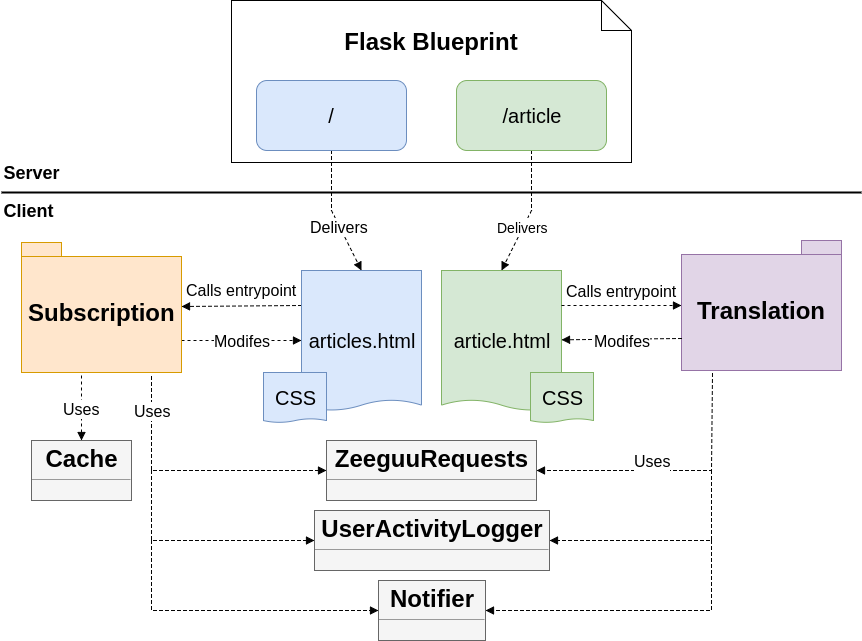 Flask Blueprint
/
/article
Server
Client
Delivers
Delivers
Subscription
Calls entrypoint
Modifes
articles.html
CSS
article.html
CSS
Calls entrypoint
Modifes
Translation
Uses
Uses
Cache
ZeeguuRequests
Uses
UserActivityLogger
Notifier